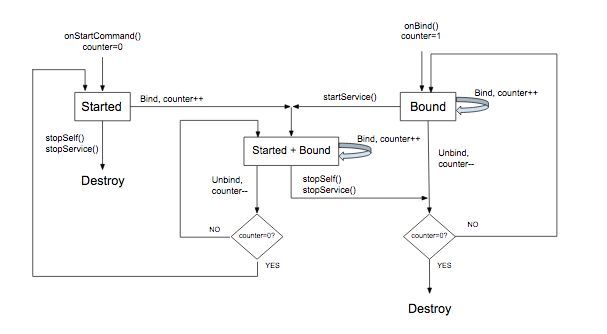 onStartCommand()
counter=0
onBind()
counter=1
Started
Bind, counter++
startService()
Bound
Bind, counter++
stopSelf()
stopService()
Destroy
Started + Bound
Bind, counter++
Unbind,
counter--
Unbind,
counter--
stopSelf()
stopService()
NO
counter=0?
YES
counter=0?
NO
YES
Destroy